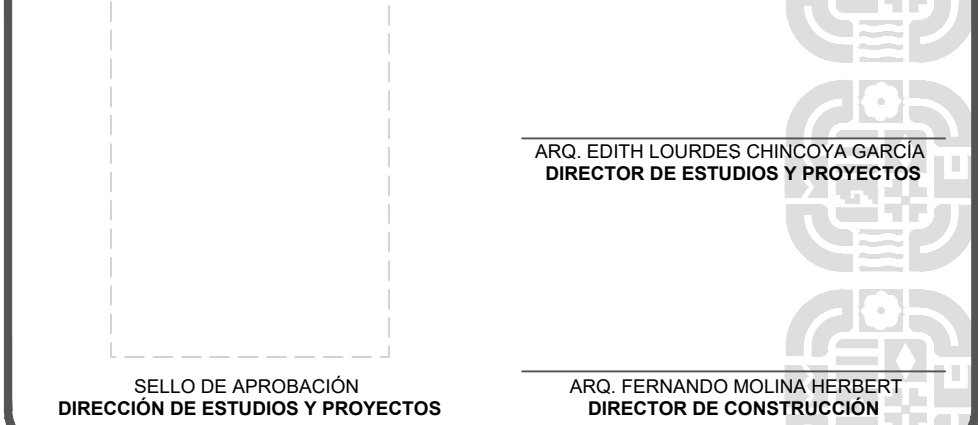 ARQ. EDITH LOURDES CHINCOYA GARCÍA
DIRECTOR DE ESTUDIOS Y PROYECTOS
SELLO DE APROBACIÓN
DIRECCIÓN DE ESTUDIOS Y PROYECTOS
ARQ. FERNANDO MOLINA HERBERT
DIRECTOR DE CONSTRUCCIÓN